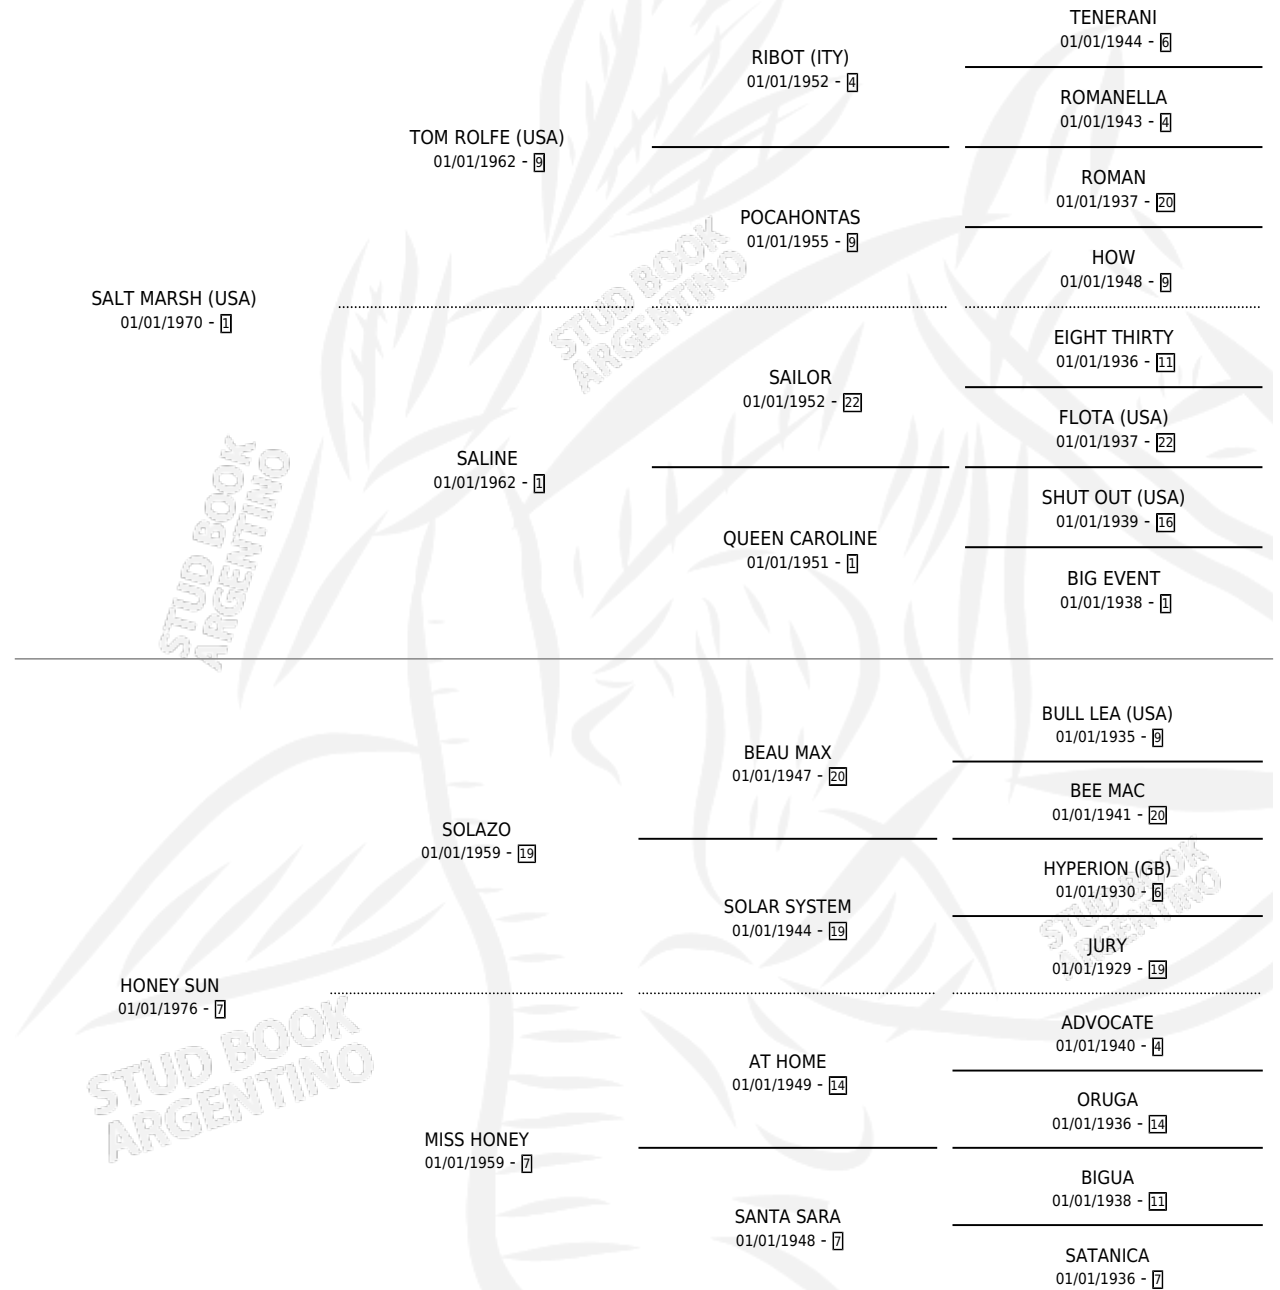 TENERANI
01/01/1944 - 6
RIBOT (ITY)
01/01/1952 - 4
ROMANELLA
01/01/1943 - 4
TOM ROLFE (USA)
01/01/1962 - 9
ROMAN
01/01/1937 - 20
POCAHONTAS
01/01/1955 - 9
HOW
01/01/1948 - 9
SALT MARSH (USA)
01/01/1970 - 1
STUD BOOK
ARGENTINO
EIGHT THIRTY
01/01/1936 - 11
SAILOR
01/01/1952 - 22
FLOTA (USA)
01/01/1937 - 22
SALINE
01/01/1962 - 1
SHUT OUT (USA)
01/01/1939 - 16
QUEEN CAROLINE
01/01/1951 - 1
BIG EVENT
01/01/1938 - 1
STUD BOOK
ARGENTINO
BULL LEA (USA)
01/01/1935 - 9
BEAU MAX
01/01/1947 - 20
BEE MAC
01/01/1941 - 20
SOLAZO
01/01/1959 - 19
HYPERION (GB)
01/01/1930 - 6
SOLAR SYSTEM
01/01/1944 - 19
JURY
01/01/1929 - 19
STUD BOOK
ARGENTINO
HONEY SUN
01/01/1976 - 7
ADVOCATE
01/01/1940 - 4
AT HOME
01/01/1949 - 14
ORUGA
01/01/1936 - 14
STUD BOOK
ARGENTINO
MISS HONEY
01/01/1959 - 7
BIGUA
01/01/1938 - 11
SANTA SARA
01/01/1948 - 7
SATANICA
01/01/1936 - 7